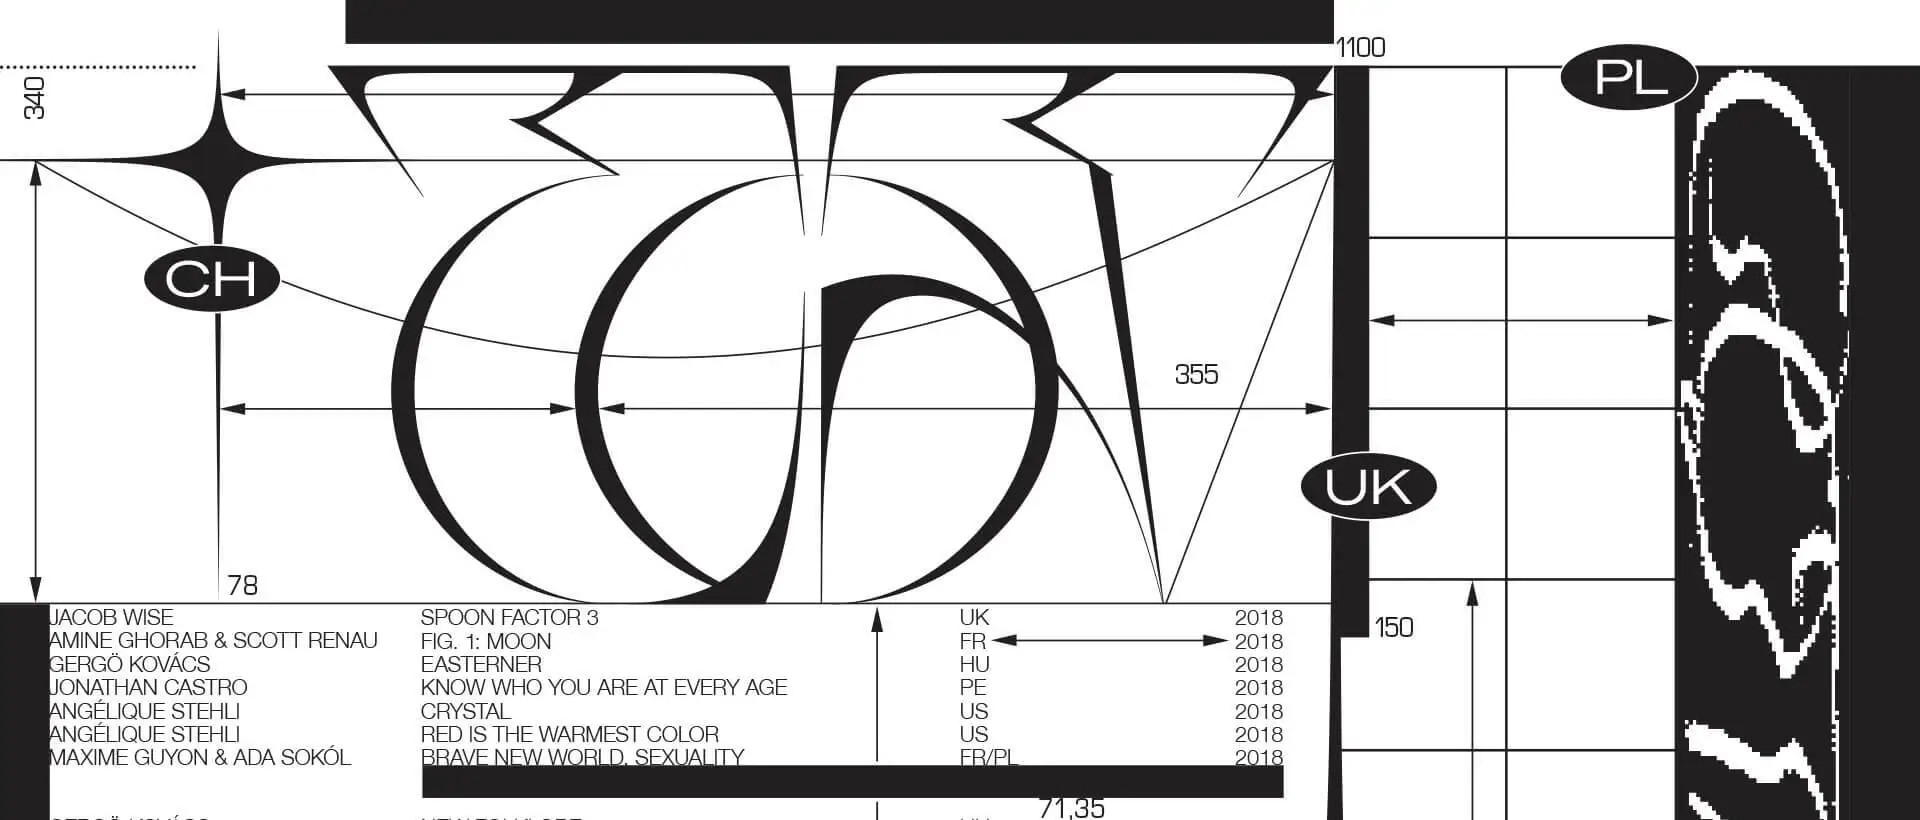 1100
PL
340
CH
355
UK
78
150
JACOB WISE SPOON FACTOR 3 UK 2018
AMINE GHORAB & SCOTT RENAU FIG. 1: MOON FR 2018
GERGÖ KOVÁCS EASTERNER HU 2018
JONATHAN CASTRO KNOW WHO YOU ARE AT EVERY AGE PE 2018
ANGÉLIQUE STEHLI CRYSTAL US 2018
ANGÉLIQUE STEHLI RED IS THE WARMEST COLOR US 2018
MAXIME GUYON & ADA SOKÓL BRAVE NEW WORLD, SEXUALITY FR/PL 2018
71,35